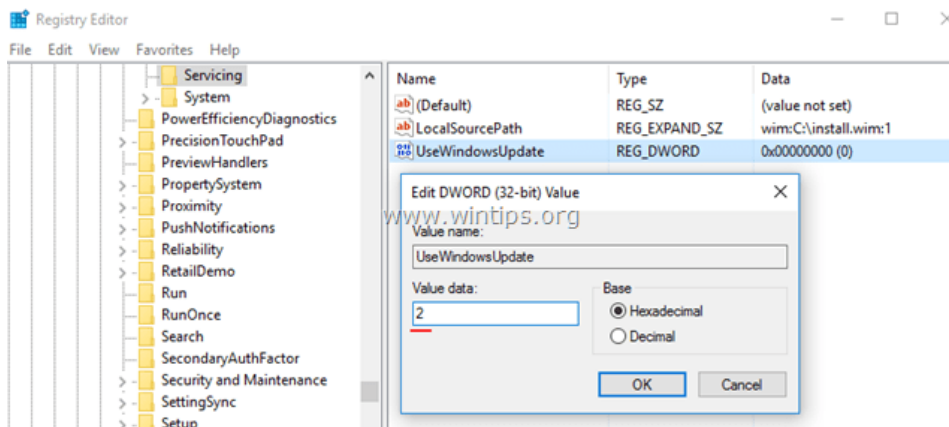 Registry Editor
File Edit View Favorites Help
Servicing
System
PowerEfficiencyDiagnostics
PrecisionTouchPad
PreviewHandlers
PropertySystem
Proximity
PushNotifications
Reliability
RetailDemo
Run
RunOnce
Search
SecondaryAuthFactor
Security and Maintenance
SettingSync
Setup
Name Type Data
ab (Default) REG_SZ (value not set)
ab LocalSourcePath REG_EXPAND_SZ wim:C:\install.wim:1
UseWindowsUpdate REG_DWORD 0x00000000 (0)
Edit DWORD (32-bit) Value
www.wintips.org
Value name:
UseWindowsUpdate
Value data:
2
Base
Hexadecimal
Decimal
OK Cancel